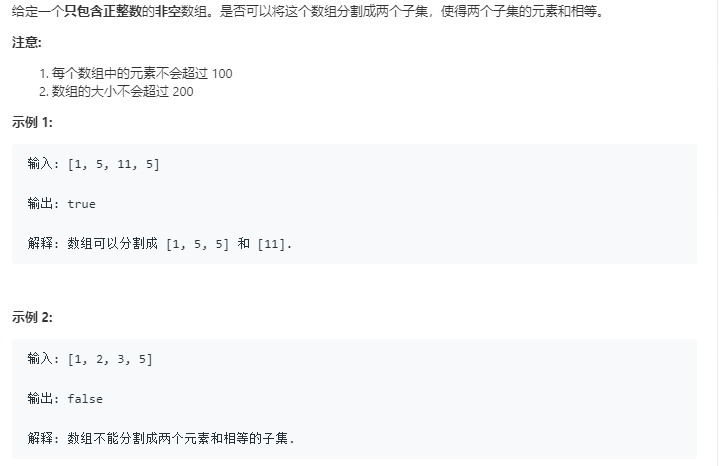 给定一个只包含正整数的非空数组。是否可以将这个数组分割成两个子集，使得两个子集的元素和相等。
注意:
1. 每个数组中的元素不会超过 100
2. 数组的大小不会超过 200
示例 1:
输入: [1, 5, 11, 5]
输出: true
解释: 数组可以分割成 [1, 5, 5] 和 [11].
示例 2:
输入: [1, 2, 3, 5]
输出: false
解释: 数组不能分割成两个元素和相等的子集.